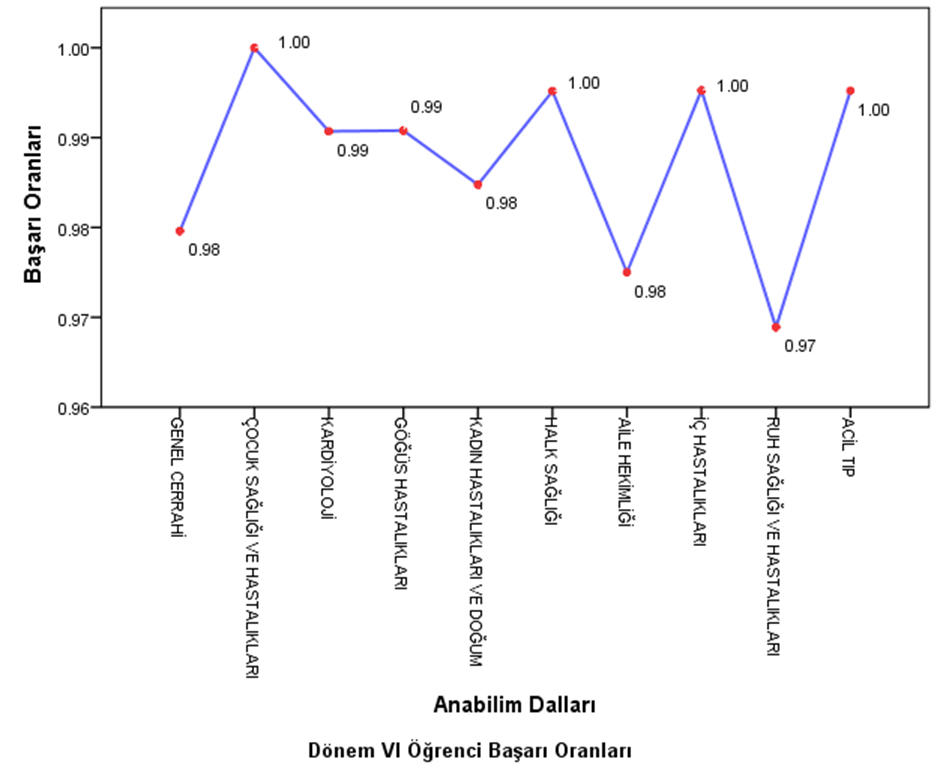 Başarı Oranları
1.00
0.99
0.98
0.97
0.96
0.98
1.00
0.99
0.99
0.98
1.00
0.98
1.00
0.97
1.00
GENEL CERRAHİ
ÇOCUK SAĞLIĞI VE HASTALIKLARI
KARDİYOLOJİ
GÖĞÜS HASTALIKLARI
KADIN HASTALIKLARI VE DOĞUM
HALK SAĞLIĞI
AİLE HEKİMLİĞİ
İÇ HASTALIKLARI
RUH SAĞLIĞI VE HASTALIKLARI
ACİL TIP
Anabilim Dalları
Dönem VI Öğrenci Başarı Oranları